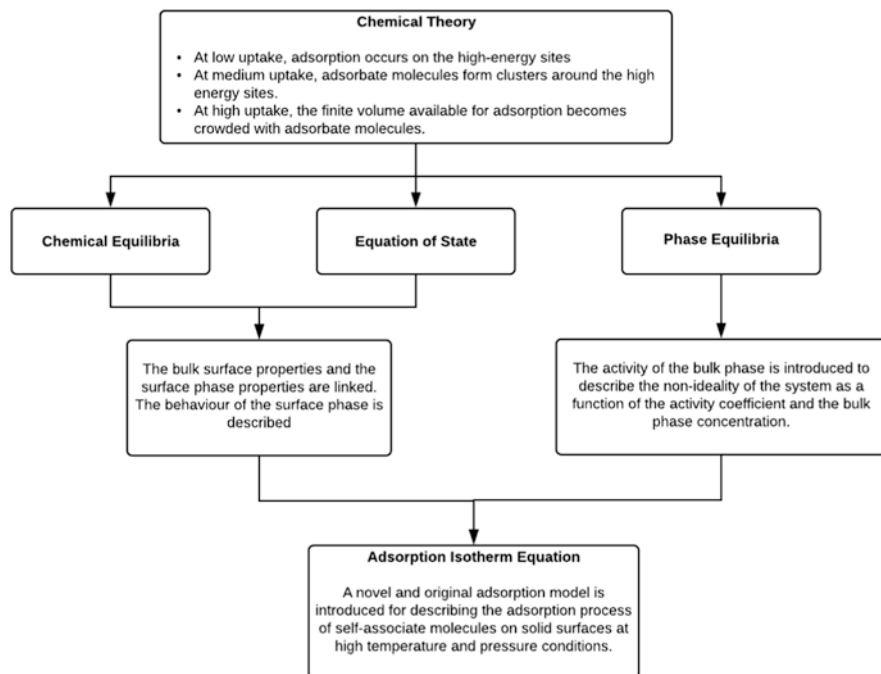 Chemical Theory
• At low uptake, adsorption occurs on the high-energy sites
• At medium uptake, adsorbate molecules form clusters around the high
energy sites.
• At high uptake, the finite volume available for adsorption becomes
crowded with adsorbate molecules.
Chemical Equilibria
Equation of State
Phase Equilibria
The bulk surface properties and the
surface phase properties are linked.
The behaviour of the surface phase is
described
The activity of the bulk phase is introduced to
describe the non-ideality of the system as a
function of the activity coefficient and the bulk
phase concentration.
Adsorption Isotherm Equation
A novel and original adsorption model is
introduced for describing the adsorption process
of self-associate molecules on solid surfaces at
high temperature and pressure conditions.